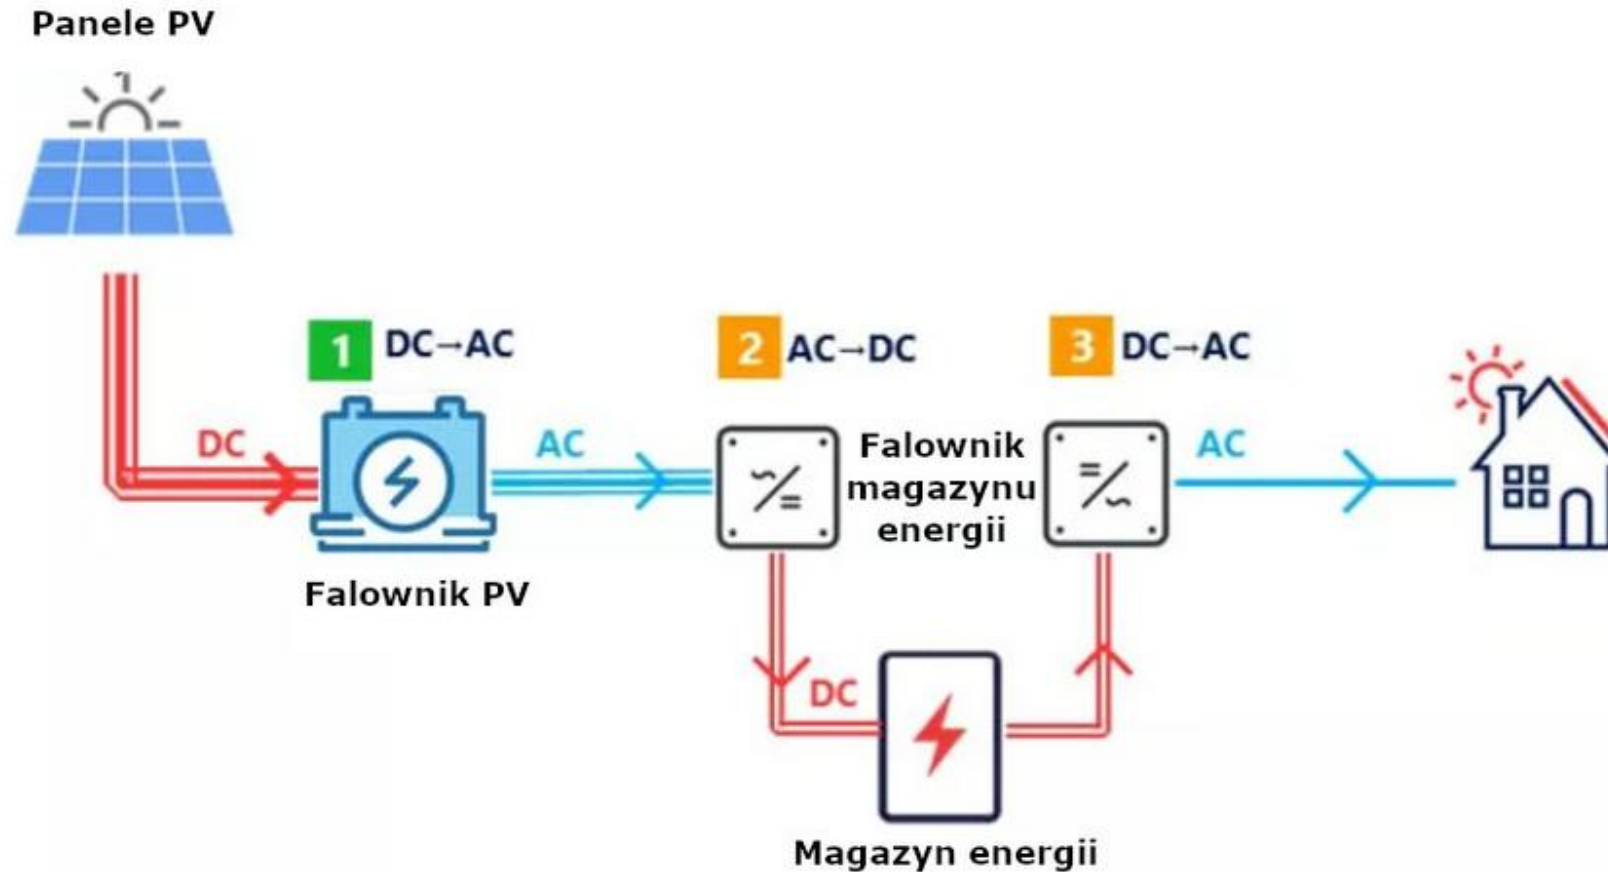 Panele PV
1 DC→AC
2 AC→DC
3 DC→AC
DC
AC
Falownik
magazynu
energii
AC
Falownik PV
DC
Magazyn energii